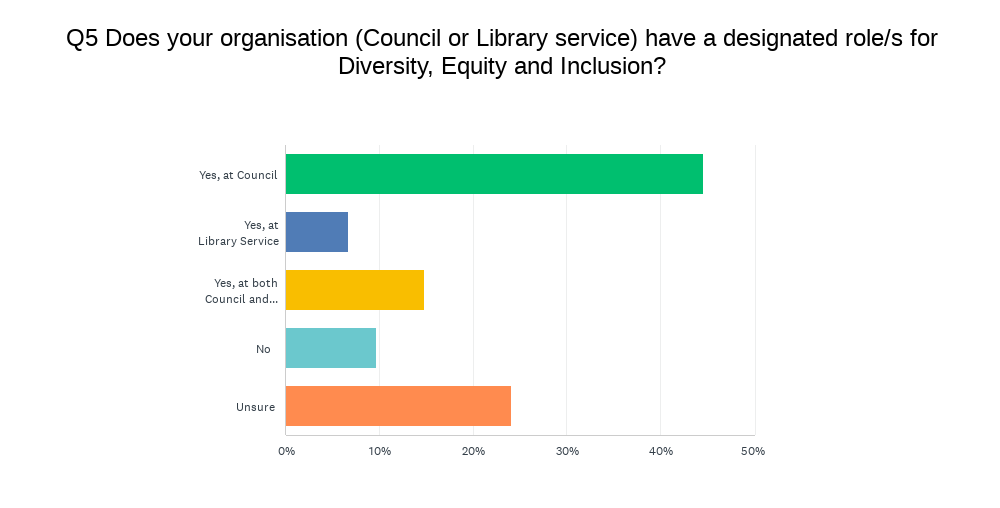 Q5 Does your organisation (Council or Library service) have a designated role/s for
Diversity, Equity and Inclusion?
Yes, at Council
Yes, at
Library Service
Yes, at both
Council and...
No
Unsure
0%
10%
20%
30%
40%
50%